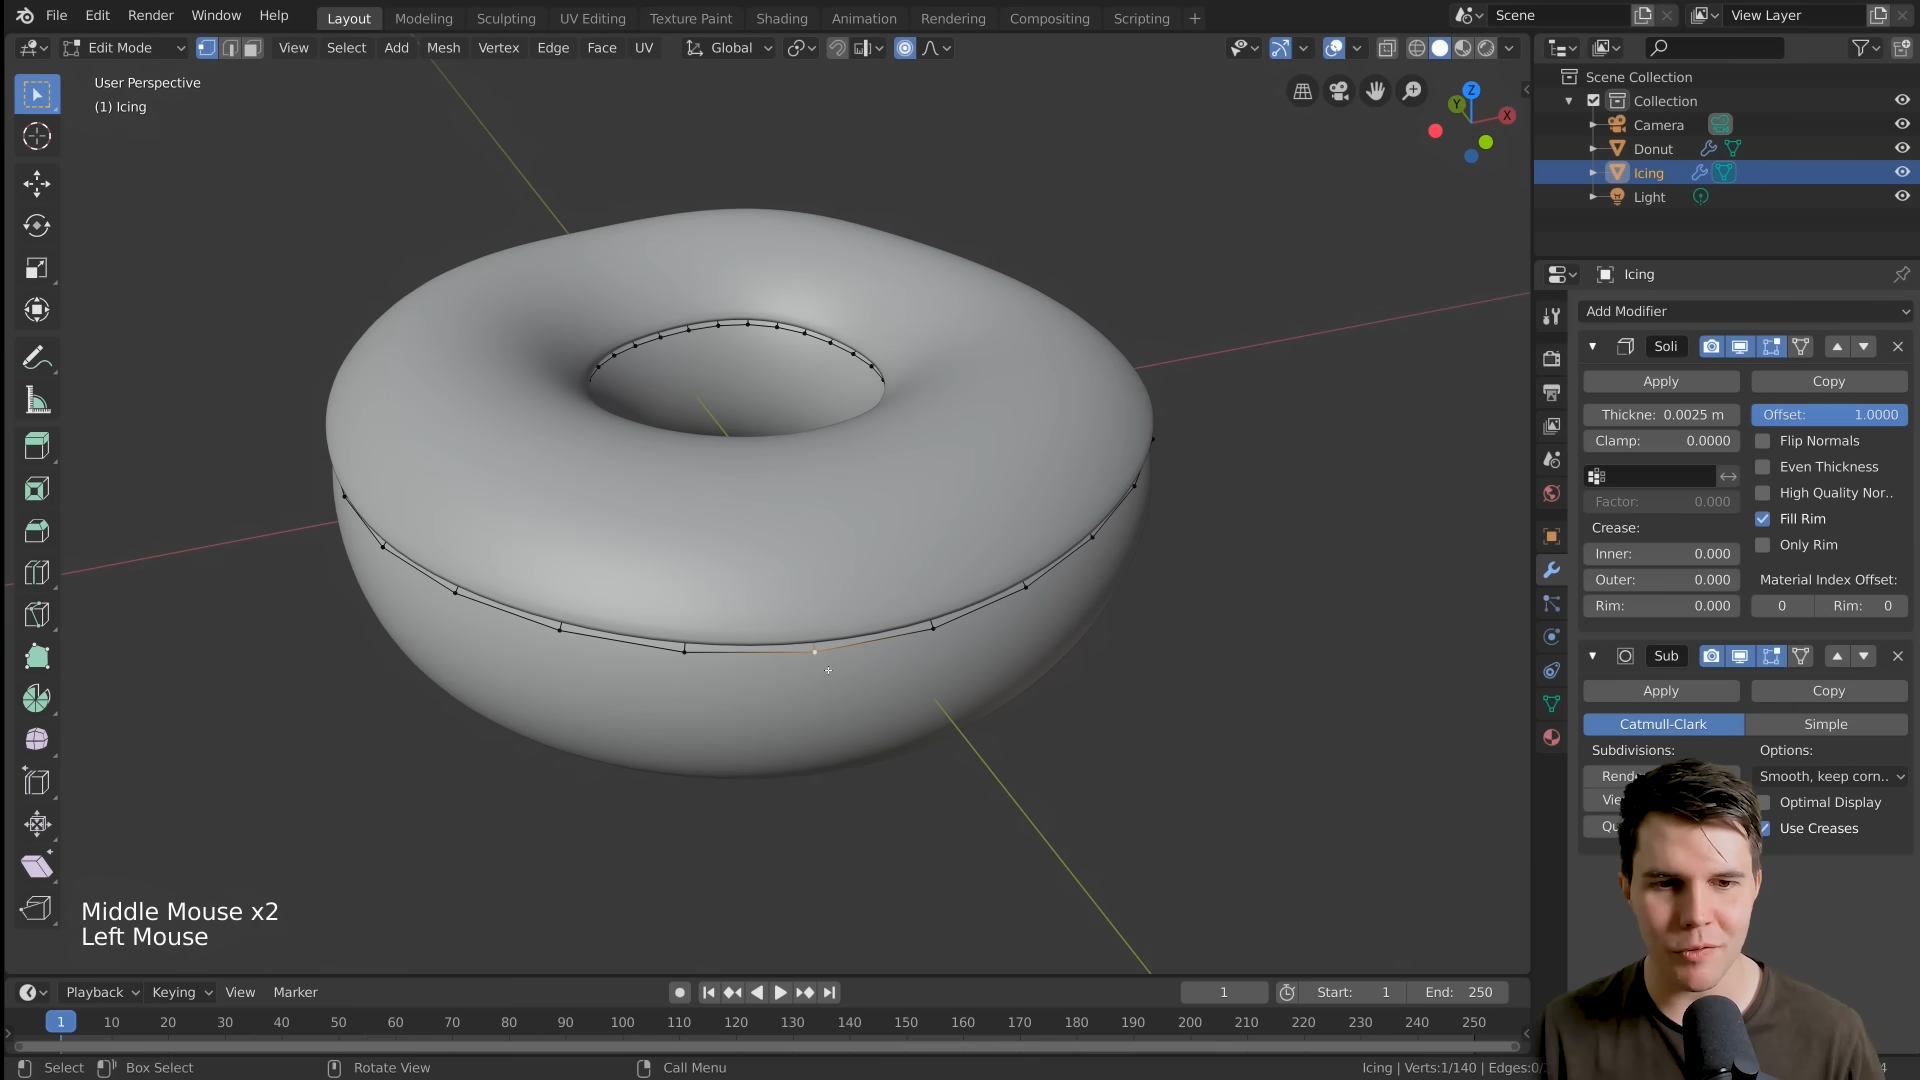 File Edit Render Window Help Layout Modeling Sculpting UV Editing Texture Paint Shading Animation Rendering Compositing Scripting + Scene View Layer
Edit Mode View Select Add Mesh Vertex Edge Face UV Global
User Perspective
(1) Icing
Z
Y
X
Scene Collection
Collection
Camera
Donut
Icing
Light
Icing
Add Modifier
Soli
Apply Copy
Thickne: 0.0025 m Offset: 1.0000
Clamp: 0.0000 Flip Normals
Even Thickness
Factor: 0.000 High Quality Nor..
Crease: Fill Rim
Inner: 0.000 Only Rim
Outer: 0.000 Material Index Offset:
Rim: 0.000 0 Rim: 0
Sub
Apply Copy
Catmull-Clark Simple
Subdivisions: Options:
Smooth, keep corn..
Optimal Display
Use Creases
Middle Mouse x2
Left Mouse
Playback Keying View Marker 1 Start: 1 End: 250
1 10 20 30 40 50 60 70 80 90 100 110 120 130 140 150 160 170 180 190 200 210 220 230 240 250
Select Box Select Rotate View Call Menu Icing | Verts:1/140 | Edges:0/